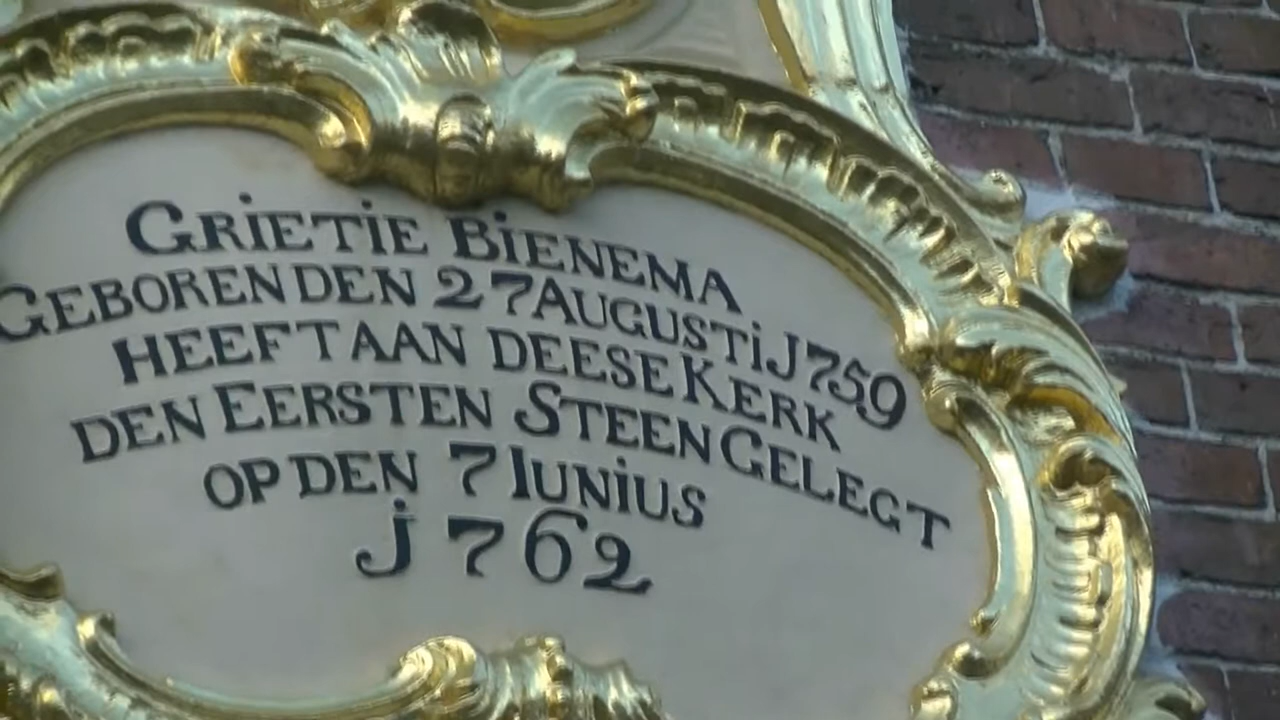 GRiETiE BiENEMA
GEBOREN DEN 27 AUGUSTi J759
HEEFT AAN DEESE KERK
DEN EERSTEN STEEN GELEGT
OP DEN 7 IUNiUS
j762